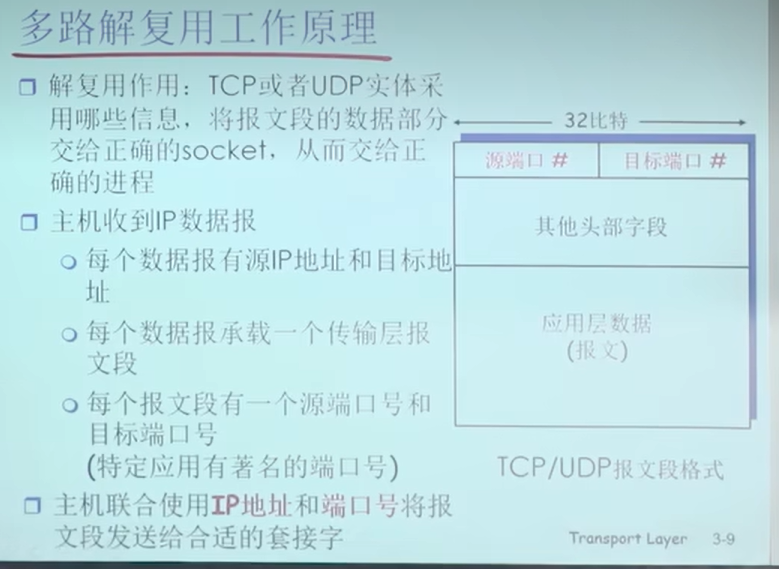 多路解复用工作原理
解复用作用：TCP或者UDP实体采
用哪些信息，将报文段的数据部分
交给正确的socket，从而交给正
确的进程
主机收到IP数据报
每个数据报有源IP地址和目标地
址
每个数据报承载一个传输层报
文段
每个报文段有一个源端口号和
目标端口号
(特定应用有著名的端口号)
主机联合使用IP地址和端口号将报
文段发送给合适的套接字
32比特
源端口 #
目标端口 #
其他头部字段
应用层数据
(报文)
TCP/UDP报文段格式
Transport Layer 3-9